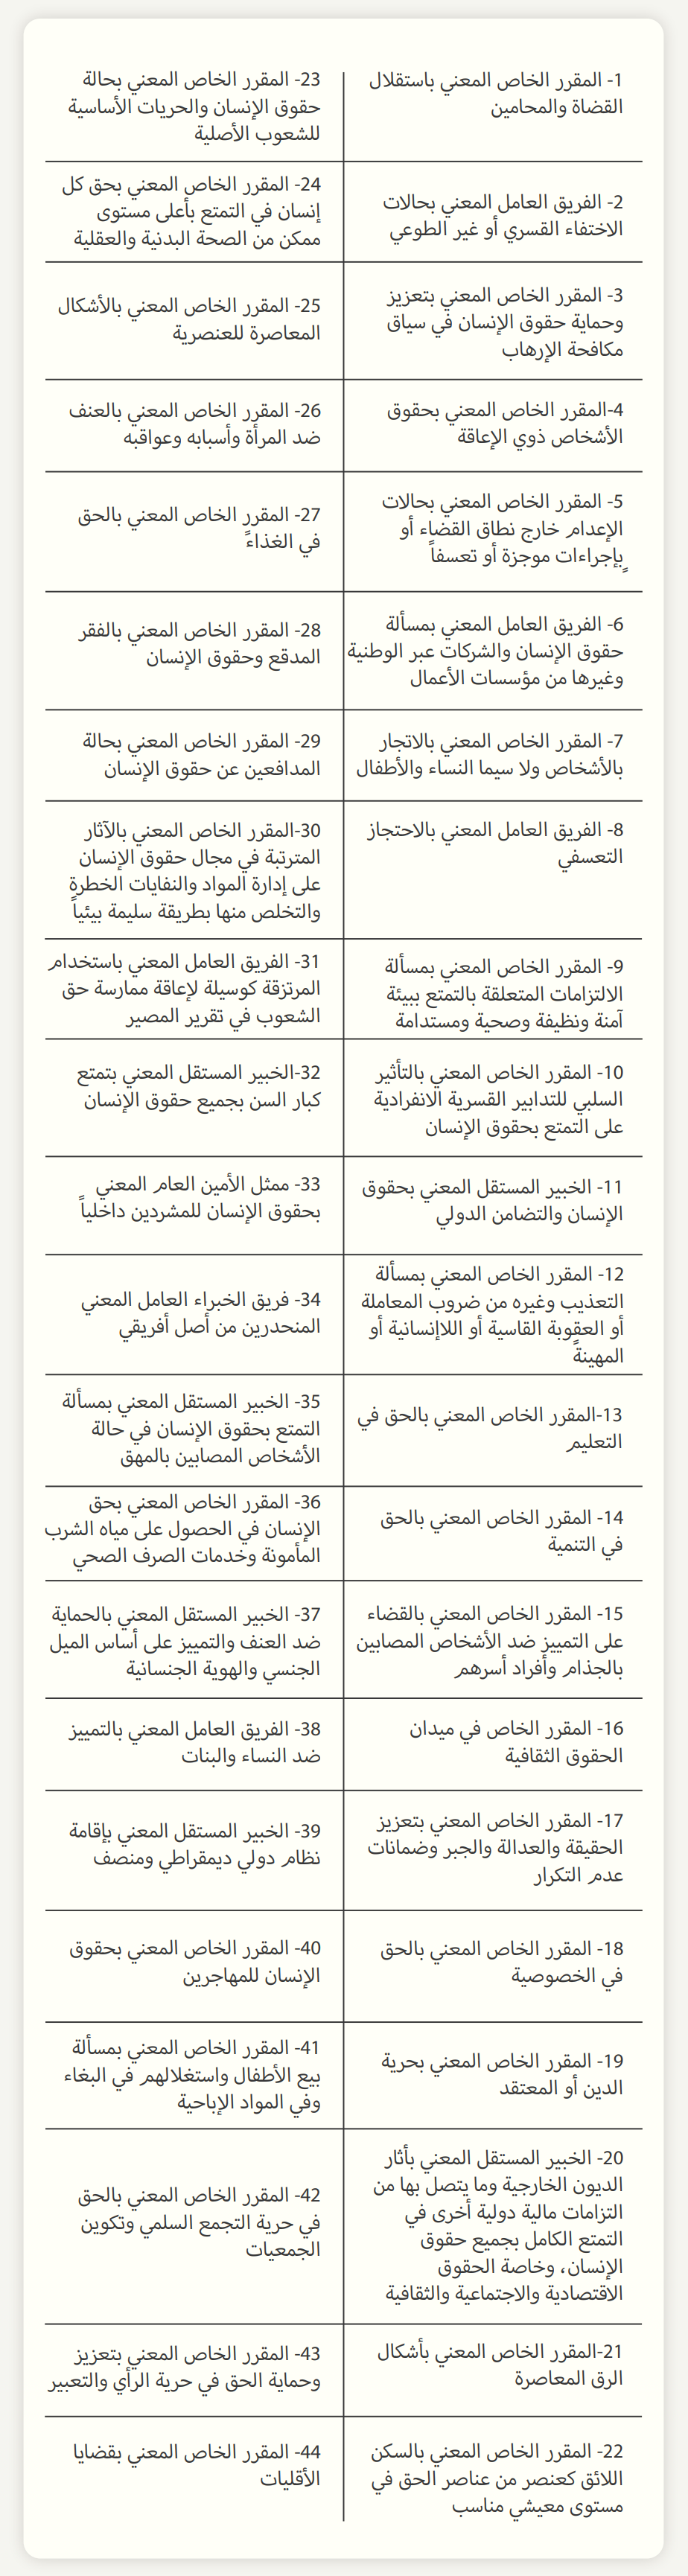 1- المقرر الخاص المعني باستقلال
القضاة والمحامين
2- الفريق العامل المعني بحالات
الاختفاء القسري أو غير الطوعي
3- المقرر الخاص المعني بتعزيز
وحماية حقوق الإنسان في سياق
مكافحة الإرهاب
4-المقرر الخاص المعني بحقوق
الأشخاص ذوي الإعاقة
5- المقرر الخاص المعني بحالات
الإعدام خارج نطاق القضاء أو
بإجراءات موجزة أو تعسفاً
6- الفريق العامل المعني بمسألة
حقوق الإنسان والشركات عبر الوطنية
وغيرها من مؤسسات الأعمال
7- المقرر الخاص المعني بالاتجار
بالأشخاص ولا سيما النساء والأطفال
8- الفريق العامل المعني بالاحتجاز
التعسفي
9- المقرر الخاص المعني بمسألة
الالتزامات المتعلقة بالتمتع ببيئة
آمنة ونظيفة وصحية ومستدامة
10- المقرر الخاص المعني بالتأثير
السلبي للتدابير القسرية الانفرادية
على التمتع بحقوق الإنسان
11- الخبير المستقل المعني بحقوق
الإنسان والتضامن الدولي
12- المقرر الخاص المعني بمسألة
التعذيب وغيره من ضروب المعاملة
أو العقوبة القاسية أو اللاإنسانية أو
المهينةً
13-المقرر الخاص المعني بالحق في
التعليم
14- المقرر الخاص المعني بالحق
في التنمية
15- المقرر الخاص المعني بالقضاء
على التمييز ضد الأشخاص المصابين
بالجذام وأفراد أسرهم
16- المقرر الخاص في ميدان
الحقوق الثقافية
17- المقرر الخاص المعني بتعزيز
الحقيقة والعدالة والجبر وضمانات
عدم التكرار
18- المقرر الخاص المعني بالحق
في الخصوصية
19- المقرر الخاص المعني بحرية
الدين أو المعتقد
20- الخبير المستقل المعني بأثار
الديون الخارجية وما يتصل بها من
التزامات مالية دولية أخرى في
التمتع الكامل بجميع حقوق
الإنسان، وخاصة الحقوق
الاقتصادية والاجتماعية والثقافية
21-المقرر الخاص المعني بأشكال
الرق المعاصرة
22- المقرر الخاص المعني بالسكن
اللائق كعنصر من عناصر الحق في
مستوى معيشي مناسب
23- المقرر الخاص المعني بحالة
حقوق الإنسان والحريات الأساسية
للشعوب الأصلية
24- المقرر الخاص المعني بحق كل
إنسان في التمتع بأعلى مستوى
ممكن من الصحة البدنية والعقلية
25- المقرر الخاص المعني بالأشكال
المعاصرة للعنصرية
26- المقرر الخاص المعني بالعنف
ضد المرأة وأسبابه وعواقبه
27- المقرر الخاص المعني بالحق
في الغذاءً
28- المقرر الخاص المعني بالفقر
المدقع وحقوق الإنسان
29- المقرر الخاص المعني بحالة
المدافعين عن حقوق الإنسان
30-المقرر الخاص المعني بالآثار
المترتبة في مجال حقوق الإنسان
على إدارة المواد والنفايات الخطرة
والتخلص منها بطريقة سليمة بيئياً
31- الفريق العامل المعني باستخدام
المرتزقة كوسيلة لإعاقة ممارسة حق
الشعوب في تقرير المصير
32-الخبير المستقل المعني بتمتع
كبار السن بجميع حقوق الإنسان
33- ممثل الأمين العام المعني
بحقوق الإنسان للمشردين داخلياً
34- فريق الخبراء العامل المعني
المنحدرين من أصل أفريقي
35- الخبير المستقل المعني بمسألة
التمتع بحقوق الإنسان في حالة
الأشخاص المصابين بالمهق
36- المقرر الخاص المعني بحق
الإنسان في الحصول على مياه الشرب
المأمونة وخدمات الصرف الصحي
37- الخبير المستقل المعني بالحماية
ضد العنف والتمييز على أساس الميل
الجنسي والهوية الجنسانية
38- الفريق العامل المعني بالتمييز
ضد النساء والبنات
39- الخبير المستقل المعني بإقامة
نظام دولي ديمقراطي ومنصف
40- المقرر الخاص المعني بحقوق
الإنسان للمهاجرين
41- المقرر الخاص المعني بمسألة
بيع الأطفال واستغلالهم في البغاء
وفي المواد الإباحية
42- المقرر الخاص المعني بالحق
في حرية التجمع السلمي وتكوين
الجمعيات
43- المقرر الخاص المعني بتعزيز
وحماية الحق في حرية الرأي والتعبير
44- المقرر الخاص المعني بقضايا
الأقليات